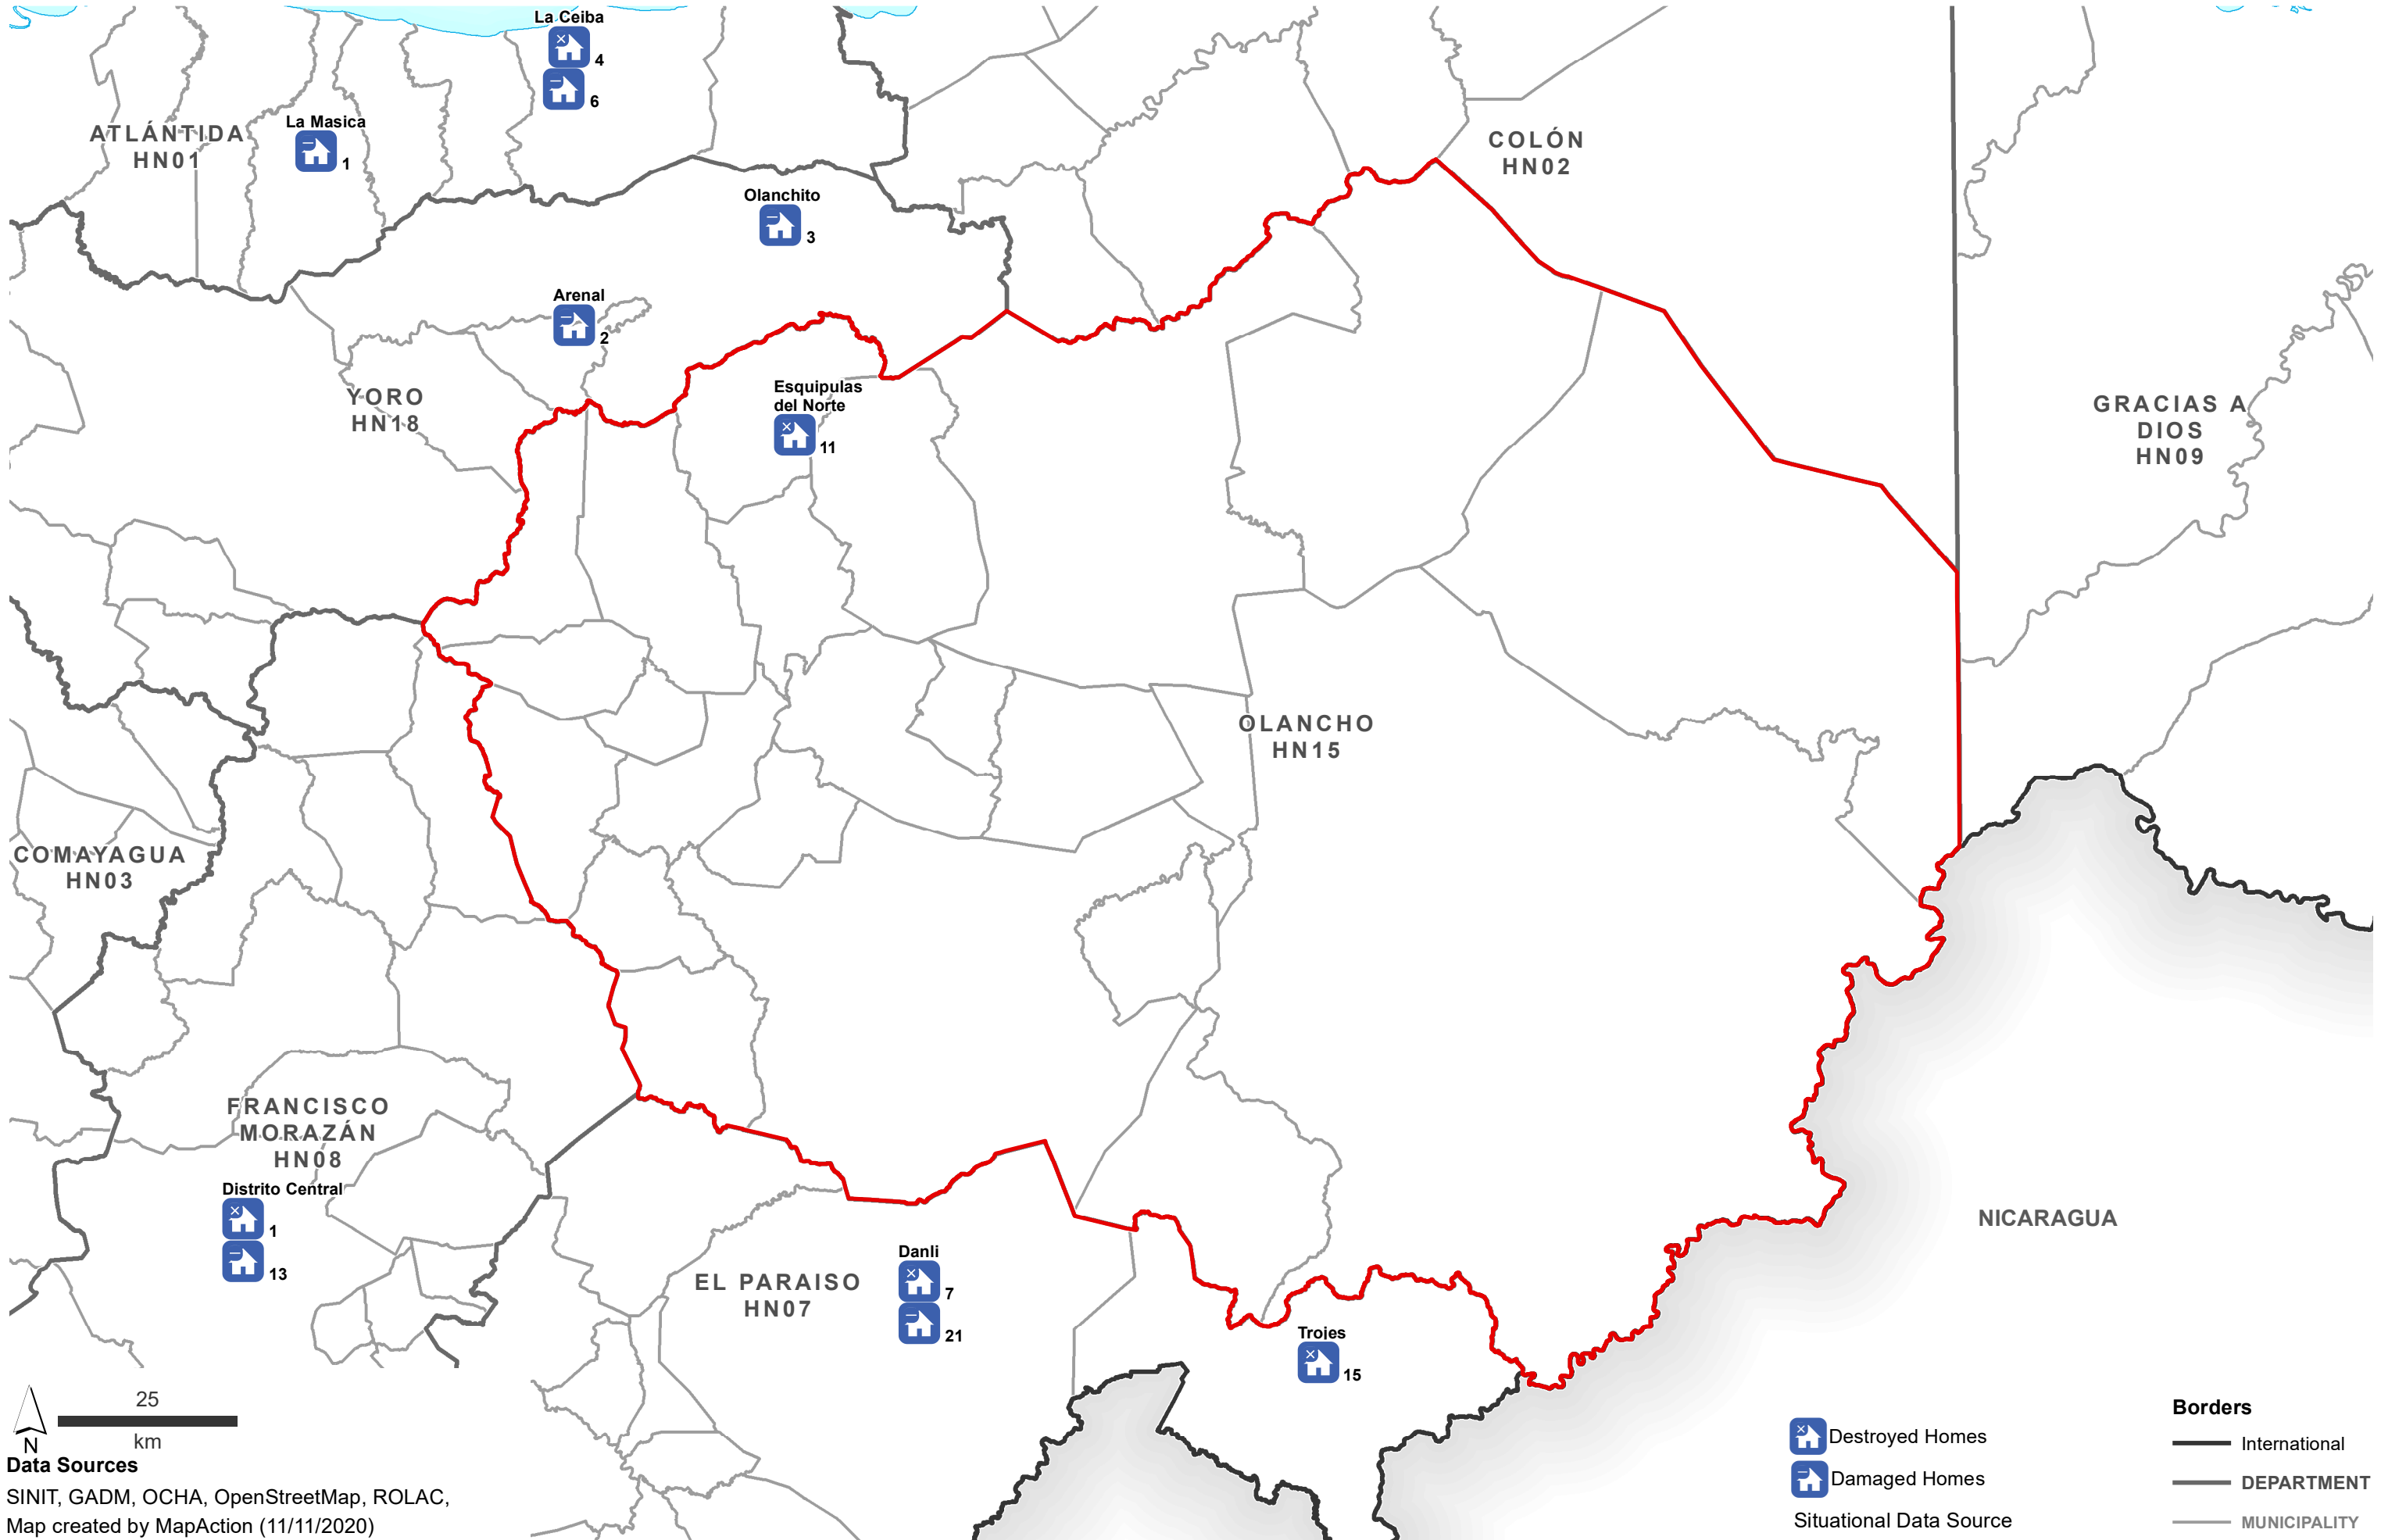 La Ceiba
4
6
La Masica
1
ATLÁNTIDA
HN01
COLÓN
HN02
Olanchito
3
Arenal
2
YORO
HN18
Esquipulas
del Norte
11
GRACIAS A
DIOS
HN09
OLANCHO
HN15
COMAYAGUA
HN03
FRANCISCO
MORAZÁN
HN08
Distrito Central
1
13
NICARAGUA
Danli
7
21
EL PARAISO
HN07
Trojes
15
25
km
N
Data Sources
SINIT, GADM, OCHA, OpenStreetMap, ROLAC,
Map created by MapAction (11/11/2020)
Destroyed Homes
Damaged Homes
Situational Data Source
Borders
International
DEPARTMENT
MUNICIPALITY